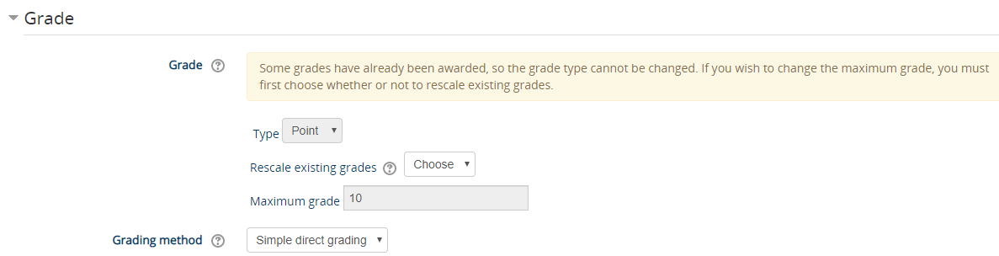 Grade
Grade
Some grades have already been awarded, so the grade type cannot be changed. If you wish to change the maximum grade, you must
first choose whether or not to rescale existing grades.
Type Point
Rescale existing grades Choose
Maximum grade 10
Grading method Simple direct grading